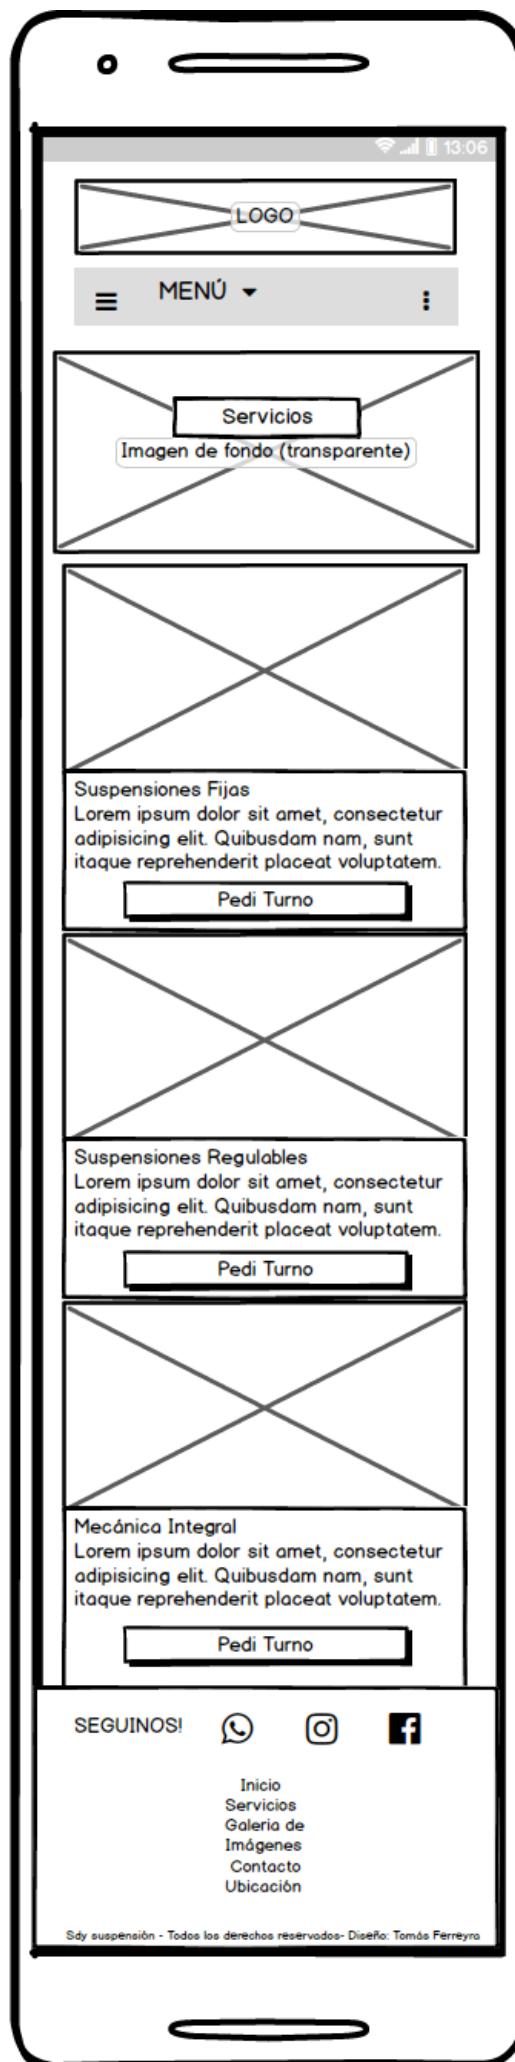 13:06
LOGO
MENÚ
Servicios
Imagen de fondo (transparente)
Suspensiones Fijas
Lorem ipsum dolor sit amet, consectetur
adipisicing elit. Quibusdam nam, sunt
itaque reprehenderit placeat voluptatem.
Pedi Turno
Suspensiones Regulables
Lorem ipsum dolor sit amet, consectetur
adipisicing elit. Quibusdam nam, sunt
itaque reprehenderit placeat voluptatem.
Pedi Turno
Mecánica Integral
Lorem ipsum dolor sit amet, consectetur
adipisicing elit. Quibusdam nam, sunt
itaque reprehenderit placeat voluptatem.
Pedi Turno
SEGUINOS!
Inicio
Servicios
Galeria de
Imágenes
Contacto
Ubicación
Sdy suspensión - Todos los derechos reservados- Diseño: Tomás Ferreyra